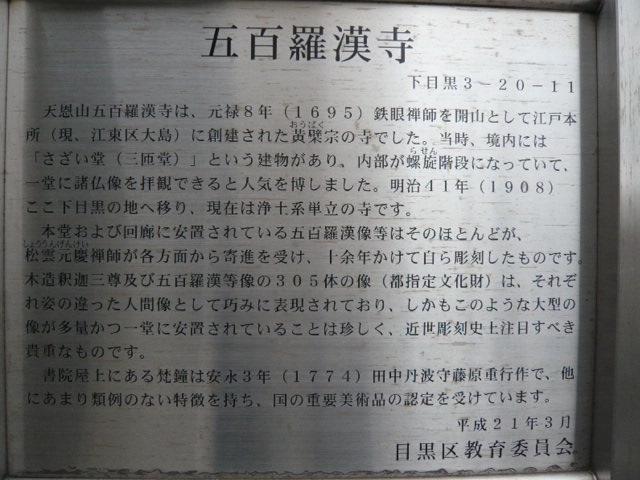 五百羅漢寺
下目黒3－20－11
天恩山五百羅漢寺は、元禄8年（1695）鉄眼禅師を開山として江戸本
おうばく
所（現、江東区大島）に創建された黄檗宗の寺でした。当時、境内には
らせん
「さざい堂（三匝堂）」という建物があり、内部が螺旋階段になっていて、
一堂に諸仏像を拝観できると人気を博しました。明治41年（1908）
ここ下目黒の地へ移り、現在は浄土系単立の寺です。
本堂および回廊に安置されている五百羅漢像等はそのほとんどが、
しょううんげんけい
松雲元慶禅師が各方面から寄進を受け、十余年かけて自ら彫刻したものです。
木造釈迦三尊及び五百羅漢等像の305体の像（都指定文化財）は、それぞ
れ姿の違った人間像として巧みに表現されており、しかもこのような大型の
像が多量かつ一堂に安置されていることは珍しく、近世彫刻史上注目すべき
貴重なものです。
書院屋上にある梵鐘は安永3年（1774）田中丹波守藤原重行作で、他
にあまり類例のない特徴を持ち、国の重要美術品の認定を受けています。
平成21年3月
目黒区教育委員会